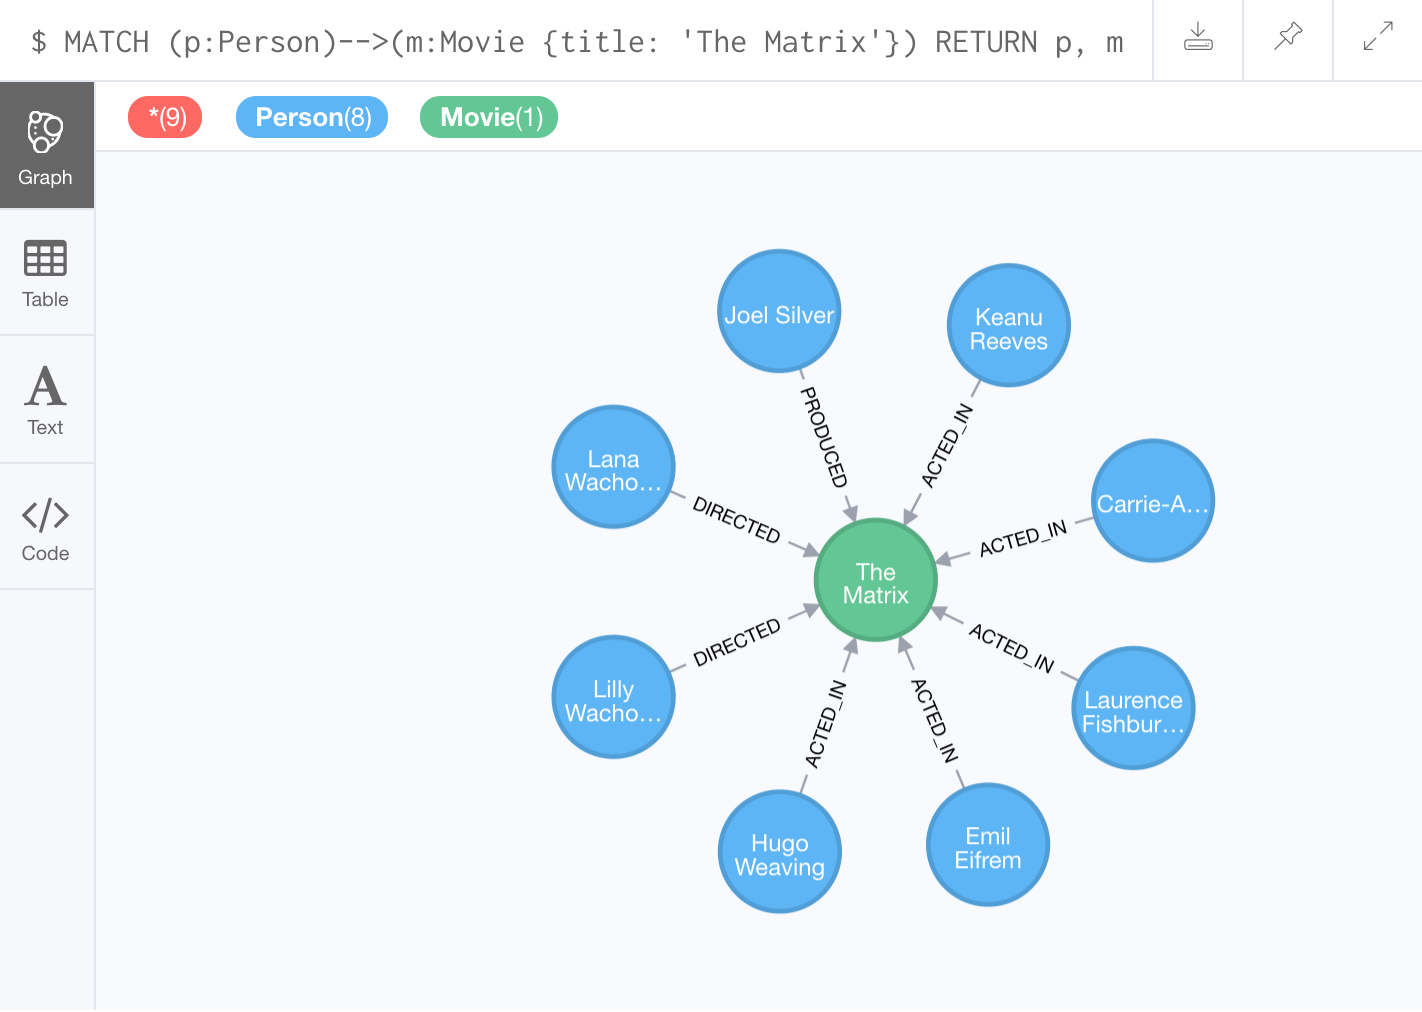 $ MATCH (p:Person)-->(m:Movie {title: 'The Matrix'}) RETURN p, m
*(9)
Person(8)
Movie(1)
Graph
Table
Text
Code
Joel Silver
Keanu
Reeves
PRODUCED
ACTED_IN
Lana
Wacho...
DIRECTED
Carrie-A...
ACTED_IN
The
Matrix
Lilly
Wacho...
DIRECTED
ACTED_IN
Laurence
Fishbur...
ACTED_IN
ACTED_IN
Hugo
Weaving
Emil
Eifrem